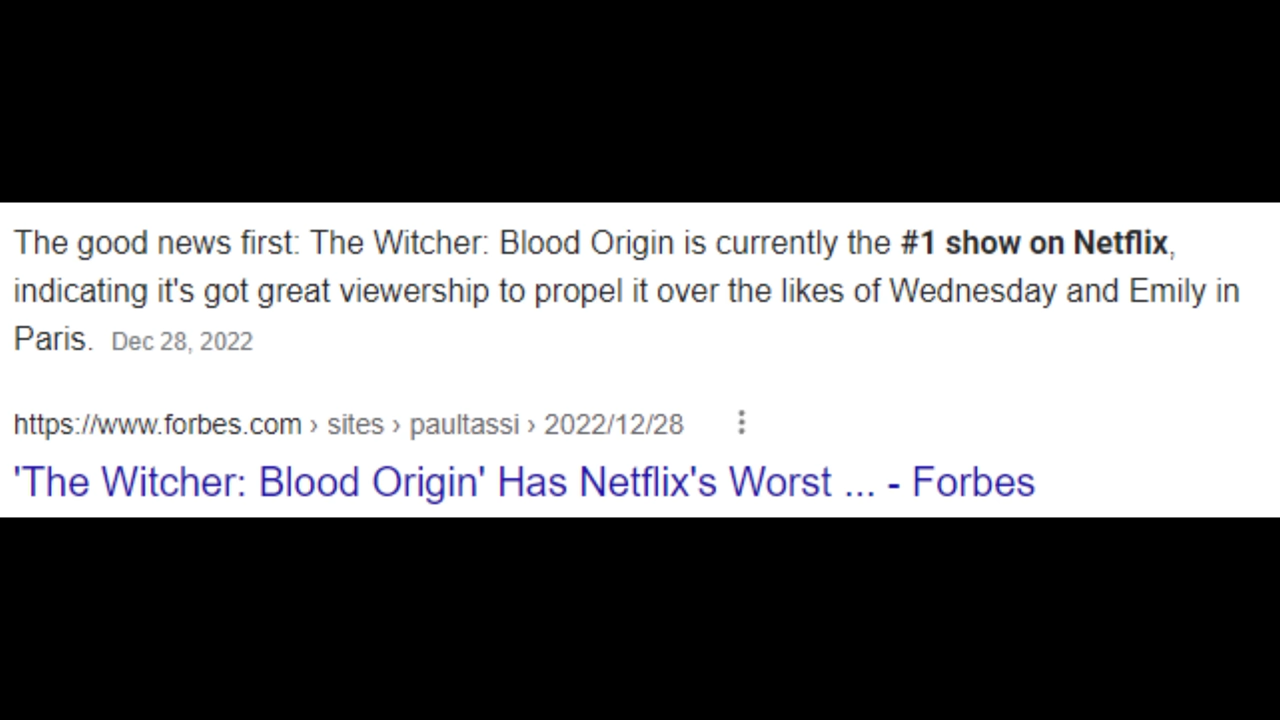 The good news first: The Witcher: Blood Origin is currently the #1 show on Netflix,
indicating it's got great viewership to propel it over the likes of Wednesday and Emily in
Paris. Dec 28, 2022
https://www.forbes.com › sites › paultassi › 2022/12/28
'The Witcher: Blood Origin' Has Netflix's Worst ... - Forbes